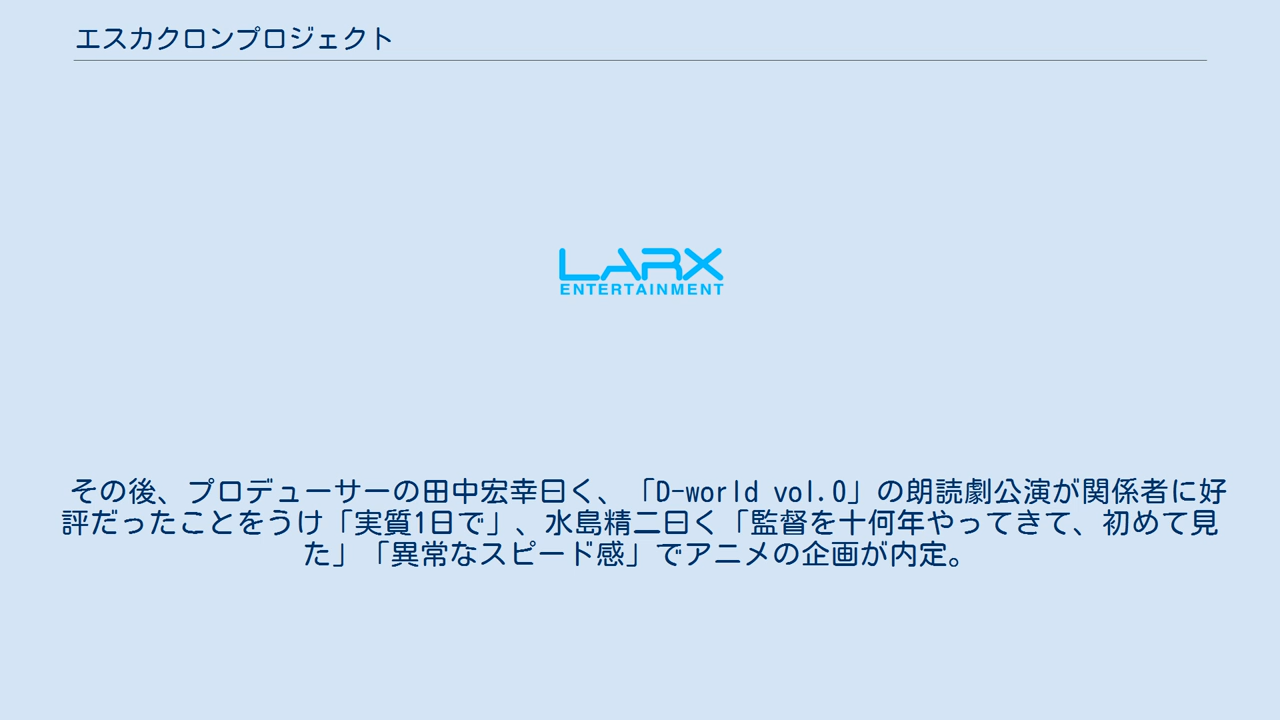 エスカクロンプロジェクト
LARX
ENTERTAINMENT
その後、プロデューサーの田中宏幸曰く、「D-world vol.0」の朗読劇公演が関係者に好
評だったことをうけ「実質1日で」、水島精二曰く「監督を十何年やってきて、初めて見
た」「異常なスピード感」でアニメの企画が内定。